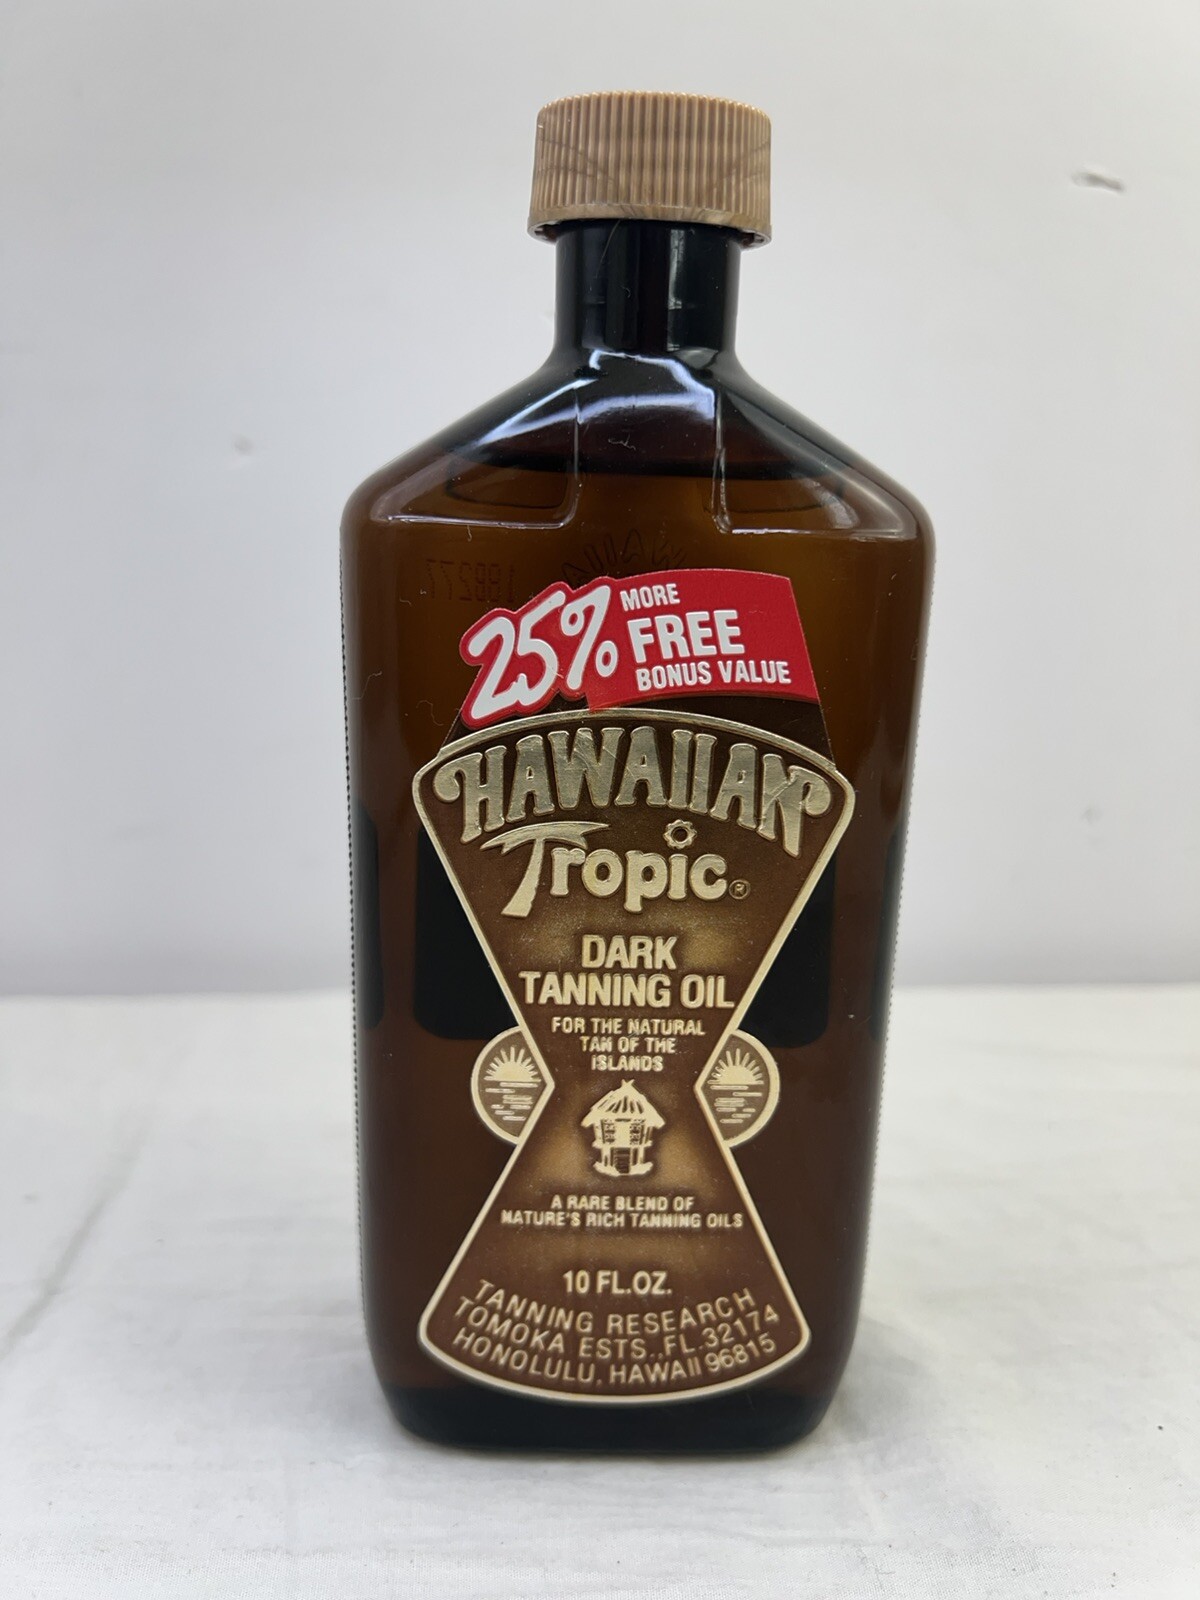 25% MORE
FREE
BONUS VALUE
HAWAIIAN
Tropic®
DARK
TANNING OIL
FOR THE NATURAL
TAN OF THE
ISLANDS
A RARE BLEND OF
NATURE'S RICH TANNING OILS
10 FL.OZ.
TANNING RESEARCH
TOMOKA ESTS., FL. 32174
HONOLULU, HAWAII 96815